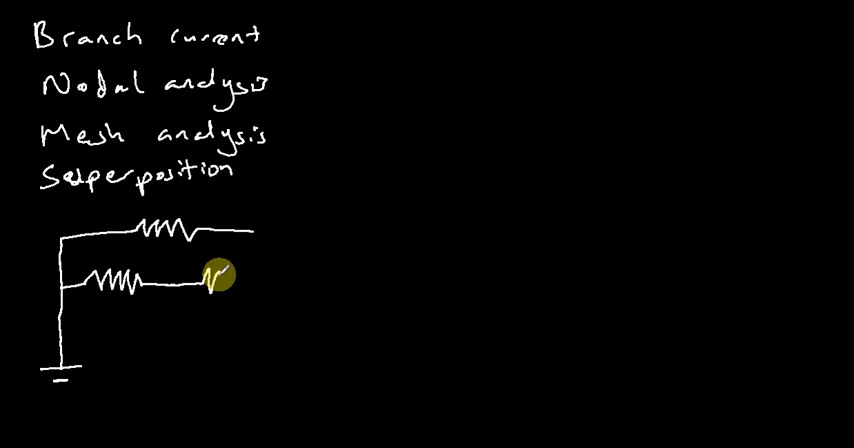 Branch current
Nodal analysis
Mesh analysis
Superposition